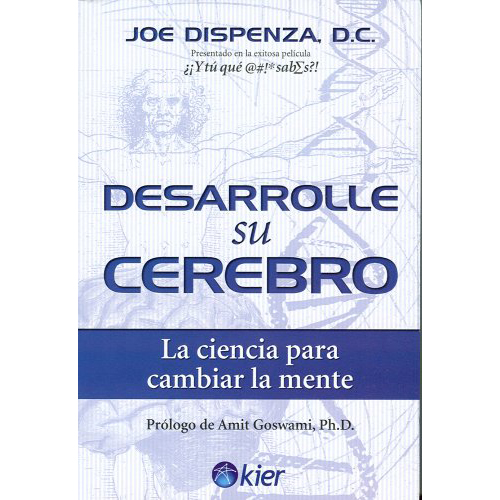 JOE DISPENZA, D.C.
Presentado en la exitosa película
¿¡Y tú qué @#!*sab∑s?!
DESARROLLE
su
CEREBRO
La ciencia para
cambiar la mente
Prólogo de Amit Goswami, Ph.D.
kier